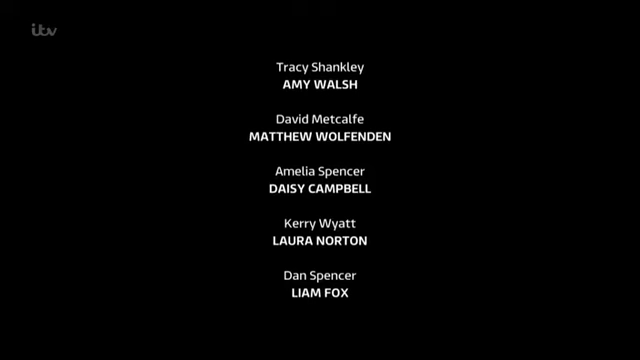 itv
Tracy Shankley
AMY WALSH
David Metcalfe
MATTHEW WOLFENDEN
Amelia Spencer
DAISY CAMPBELL
Kerry Wyatt
LAURA NORTON
Dan Spencer
LIAM FOX